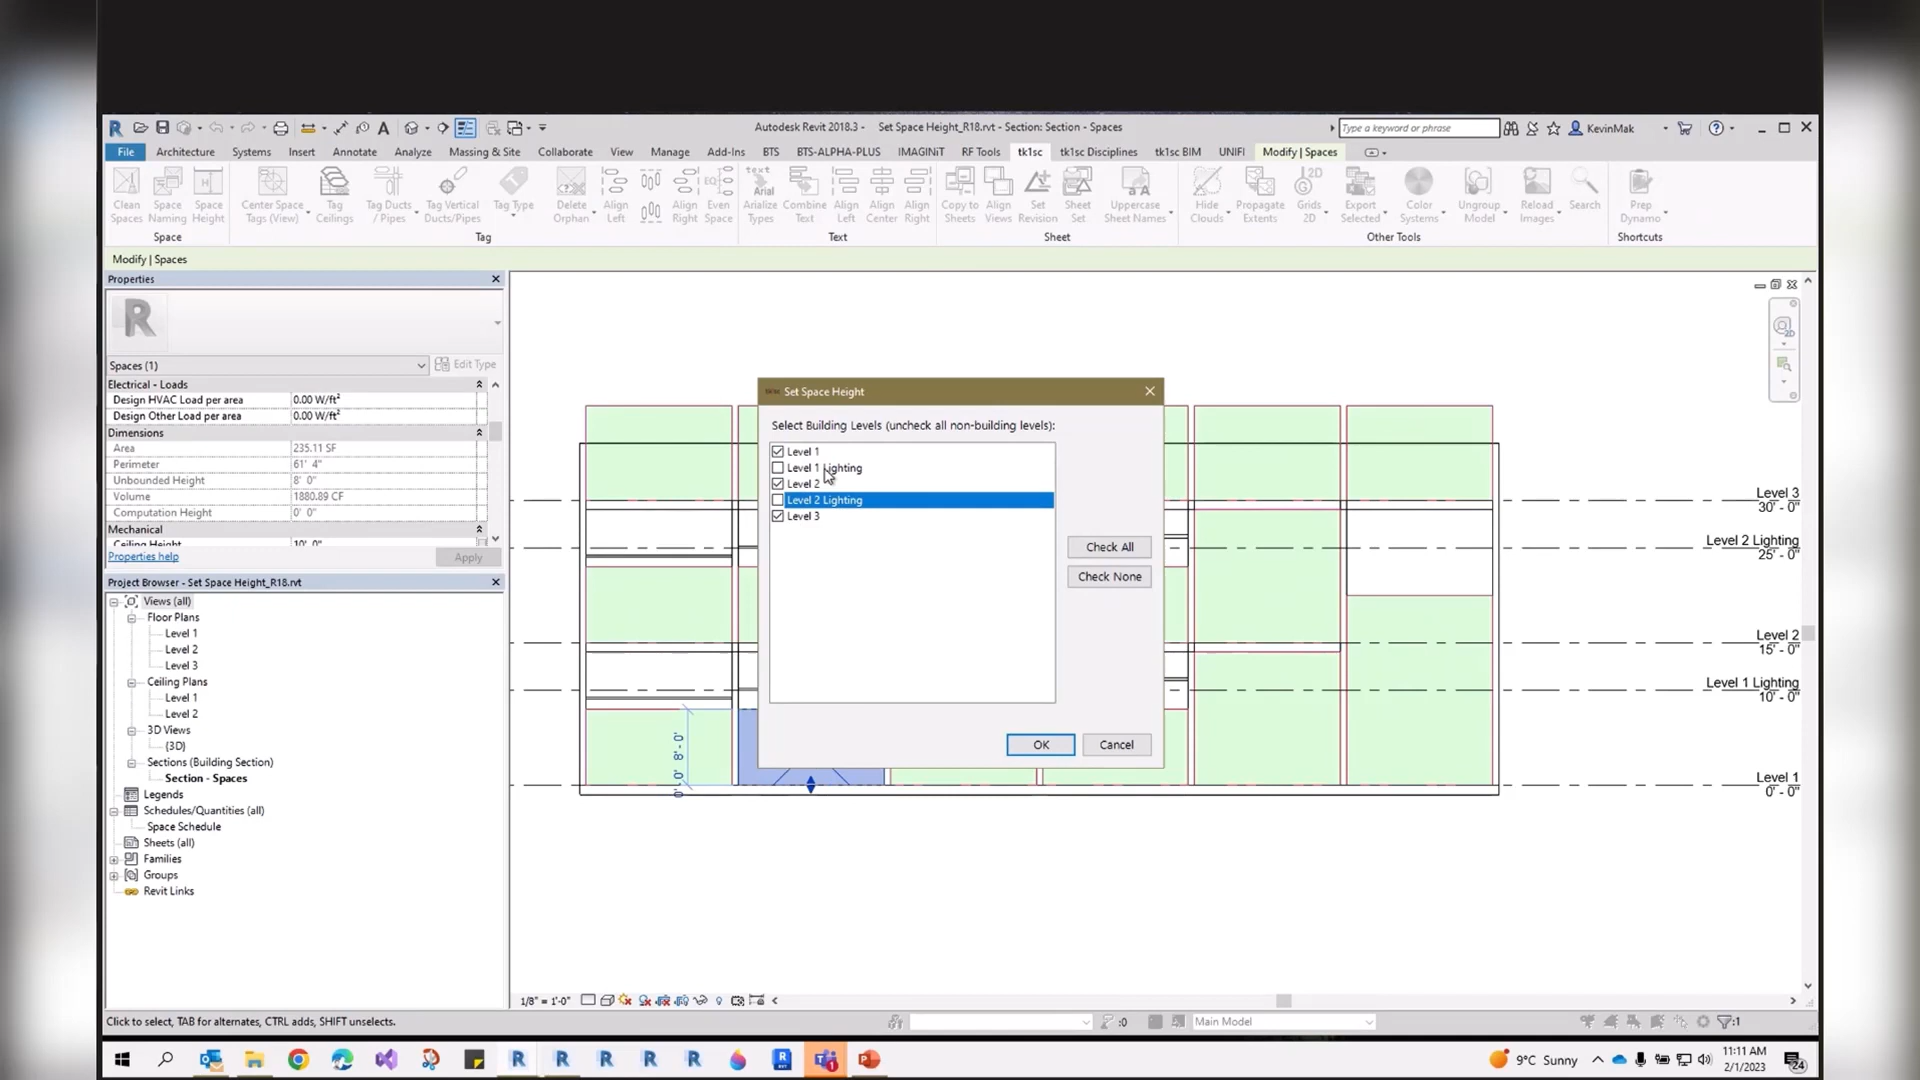 Autodesk Revit 2018.3 - Set Space Height_R18.rvt - Section: Section - Spaces
Type a keyword or phrase
KevinMak
File Architecture Systems Insert Annotate Analyze Massing & Site Collaborate View Manage Add-Ins BTS BTS-ALPHA-PLUS IMAGINiT RF Tools tk1sc tk1sc Disciplines tk1sc BIM UNIFI Modify | Spaces
Clean Spaces
Space Naming
Space Height
Center Space Tags (View)
Tag Ceilings
Tag Ducts / Pipes
Tag Vertical Ducts/Pipes
Tag Type
Delete Orphan
Align Left
Align Right
Even Space
Arialize Types
Combine Text
Align Left
Align Center
Align Right
Copy to Sheets
Align Views
Set Revision
Sheet Set
Uppercase Sheet Names
Hide Clouds
Propagate Extents
Grids 2D
Export Selected
Color Systems
Ungroup Model
Reload Images
Search
Prep Dynamo
Space Tag Text Sheet Other Tools Shortcuts
Modify | Spaces
Properties
Spaces (1)
Edit Type
Electrical - Loads
Design HVAC Load per area 0.00 W/ft²
Design Other Load per area 0.00 W/ft²
Dimensions
Area 235.11 SF
Perimeter 61' 4"
Unbounded Height 8' 0"
Volume 1880.89 CF
Computation Height 0' 0"
Mechanical
Ceiling Height 10' 0"
Properties help
Apply
Project Browser - Set Space Height_R18.rvt
Views (all)
Floor Plans
Level 1
Level 2
Level 3
Ceiling Plans
Level 1
Level 2
3D Views
{3D}
Sections (Building Section)
Section - Spaces
Legends
Schedules/Quantities (all)
Space Schedule
Sheets (all)
Families
Groups
Revit Links
Set Space Height
Select Building Levels (uncheck all non-building levels):
Level 1
Level 1 Lighting
Level 2
Level 2 Lighting
Level 3
Check All
Check None
OK
Cancel
Level 3
30' - 0"
Level 2 Lighting
25' - 0"
Level 2
15' - 0"
Level 1 Lighting
10' - 0"
Level 1
0' - 0"
8' - 0"
1/8" = 1'-0"
Click to select, TAB for alternates, CTRL adds, SHIFT unselects.
:0
Main Model
:1
9°C Sunny
11:11 AM
2/1/2023
24